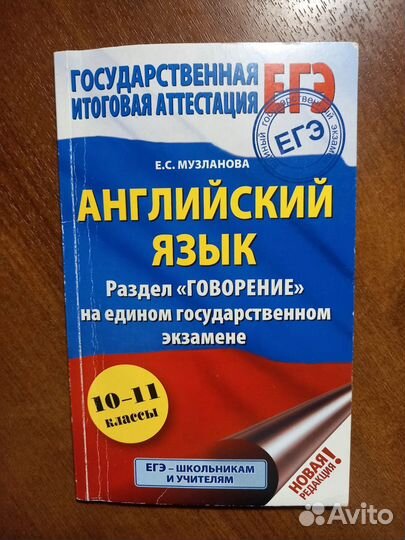 ГОСУДАРСТВЕННАЯ
ИТОГОВАЯ АТТЕСТАЦИЯ
ЕГЭ
ЕГЭ
Е.С. МУЗЛАНОВА
АНГЛИЙСКИЙ
ЯЗЫК
Раздел «ГОВОРЕНИЕ»
на едином государственном
экзамене
10–11
классы
ЕГЭ – ШКОЛЬНИКАМ
И УЧИТЕЛЯМ
НОВАЯ
РЕДАКЦИЯ!
Avito